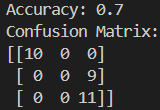 Accuracy: 0.7
Confusion Matrix:
[[10  0  0]
 [ 0  0  9]
 [ 0  0 11]]